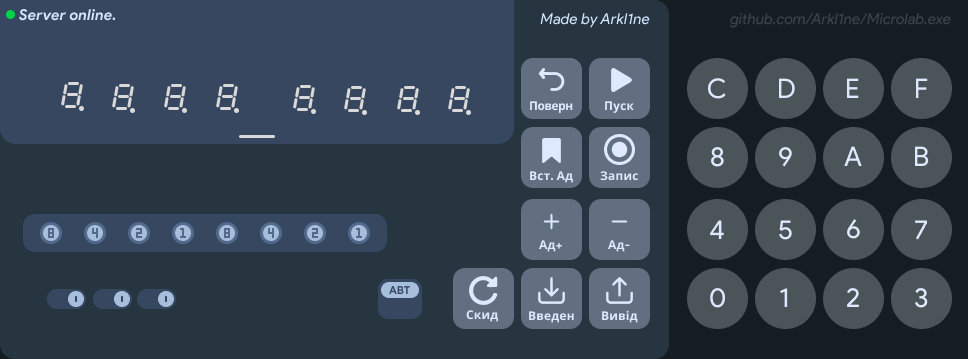 Server online.
Made by Arkl1ne
github.com/Arkl1ne/Microlab.exe
8. 8. 8. 8. 8. 8. 8. 8.
Поверн
Пуск
C D E F
Вст. Ад
Запис
8 9 A B
8 4 2 1 8 4 2 1
Ад+
Ад-
4 5 6 7
АВТ
Скид
Введен
Вивід
0 1 2 3